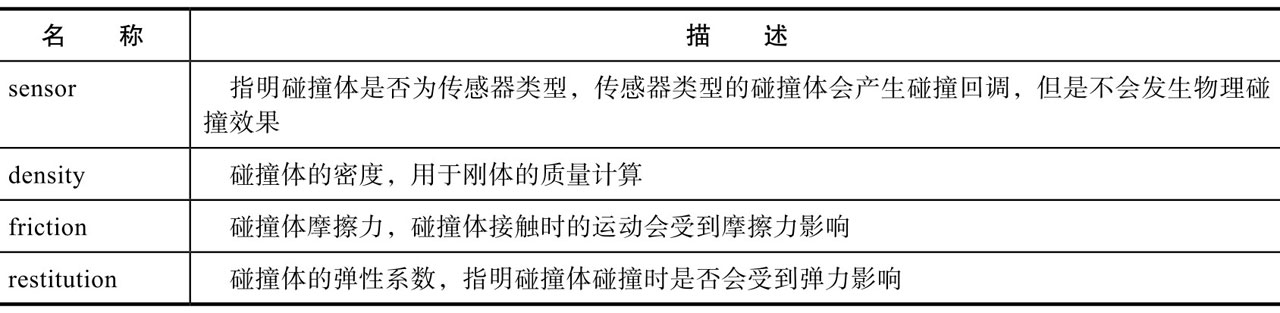 名 称 描 述
sensor 指明碰撞体是否为传感器类型，传感器类型的碰撞体会产生碰撞回调，但是不会发生物理碰
撞效果
density 碰撞体的密度，用于刚体的质量计算
friction 碰撞体摩擦力，碰撞体接触时的运动会受到摩擦力影响
restitution 碰撞体的弹性系数，指明碰撞体碰撞时是否会受到弹力影响